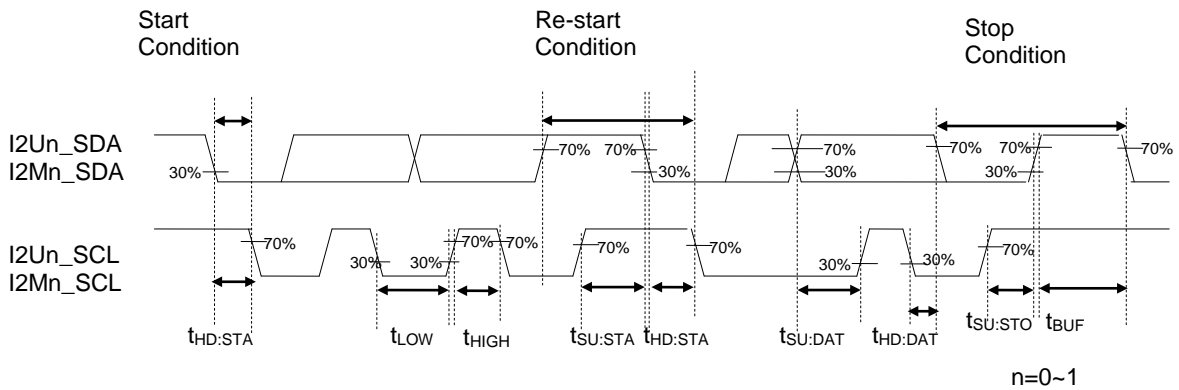 Start
Condition
Re-start
Condition
Stop
Condition
I2Un_SDA
I2Mn_SDA
30%
70%
70%
30%
70%
30%
70%
30%
70%
70%
I2Un_SCL
I2Mn_SCL
70%
30%
30%
70%
70%
70%
70%
30%
30%
70%
tHD:STA
tLOW
tHIGH
tSU:STA
tHD:STA
tSU:DAT
tHD:DAT
tSU:STO
tBUF
n=0~1